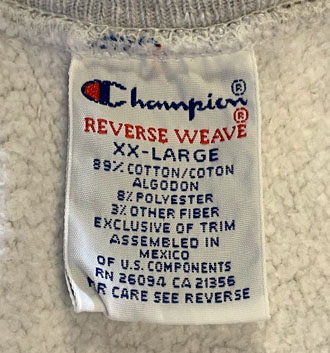 Champion®
REVERSE WEAVE®
XX-LARGE
89% COTTON/COTON
ALGODON
8% POLYESTER
3% OTHER FIBER
EXCLUSIVE OF TRIM
ASSEMBLED IN
MEXICO
OF U.S. COMPONENTS
RN 26094 CA 21356
OR CARE SEE REVERSE